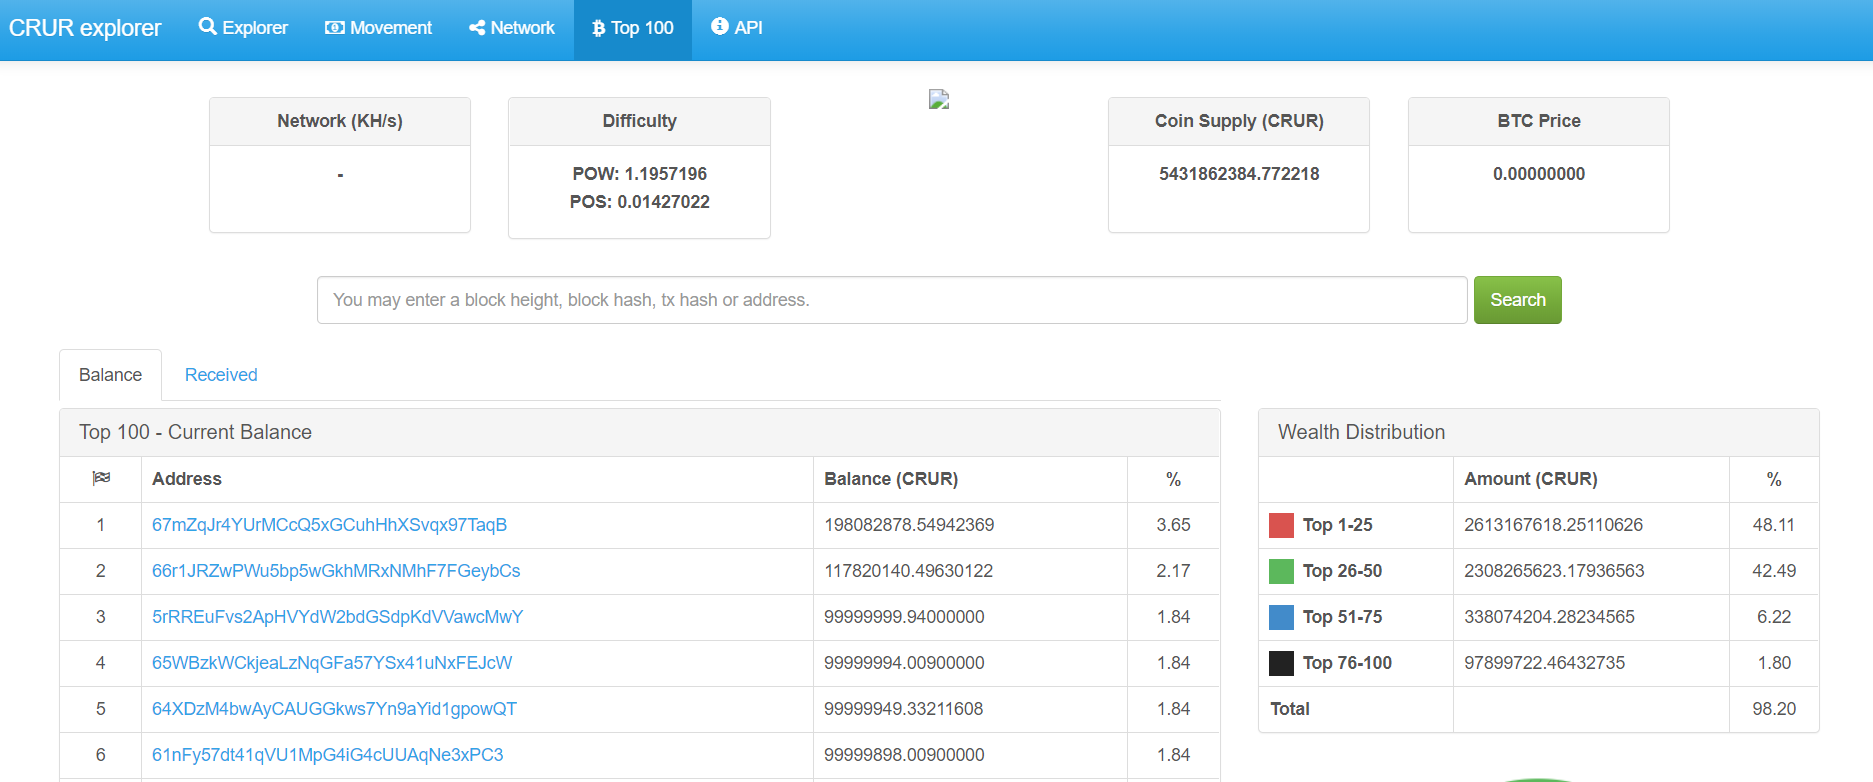 CRUR explorer Explorer Movement Network Top 100 API
Network (KH/s)
-
Difficulty
POW: 1.1957196
POS: 0.01427022
Coin Supply (CRUR)
5431862384.772218
BTC Price
0.00000000
You may enter a block height, block hash, tx hash or address. Search
Balance Received
Top 100 - Current Balance
Address Balance (CRUR) %
1 67mZqJr4YUrMCcQ5xGCuhHhXSvqx97TaqB 198082878.54942369 3.65
2 66r1JRZwPWu5bp5wGkhMRxNMhF7FGeybCs 117820140.49630122 2.17
3 5rRREuFvs2ApHVYdW2bdGSdpKdVVawcMwY 99999999.94000000 1.84
4 65WBzkWCkjeaLzNqGFa57YSx41uNxFEJcW 99999994.00900000 1.84
5 64XDzM4bwAyCAUGGkws7Yn9aYid1gpowQT 99999949.33211608 1.84
6 61nFy57dt41qVU1MpG4iG4cUUAqNe3xPC3 99999898.00900000 1.84
Wealth Distribution
Amount (CRUR) %
Top 1-25 2613167618.25110626 48.11
Top 26-50 2308265623.17936563 42.49
Top 51-75 338074204.28234565 6.22
Top 76-100 97899722.46432735 1.80
Total 98.20